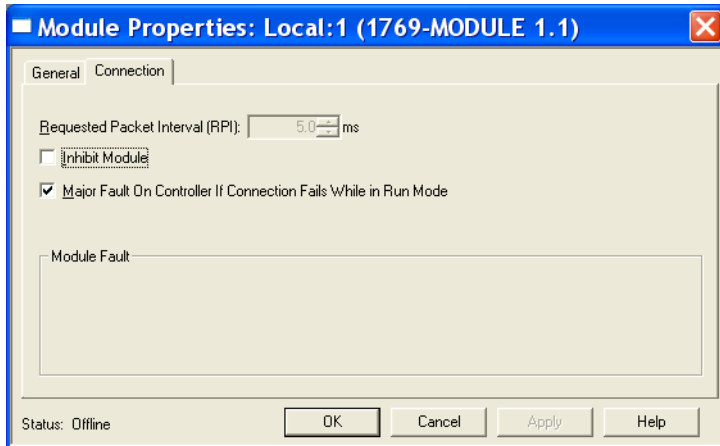 Module Properties: Local:1 (1769-MODULE 1.1)
General Connection
Requested Packet Interval (RPI): 5.0 ms
Inhibit Module
Major Fault On Controller If Connection Fails While in Run Mode
Module Fault
Status: Offline OK Cancel Apply Help